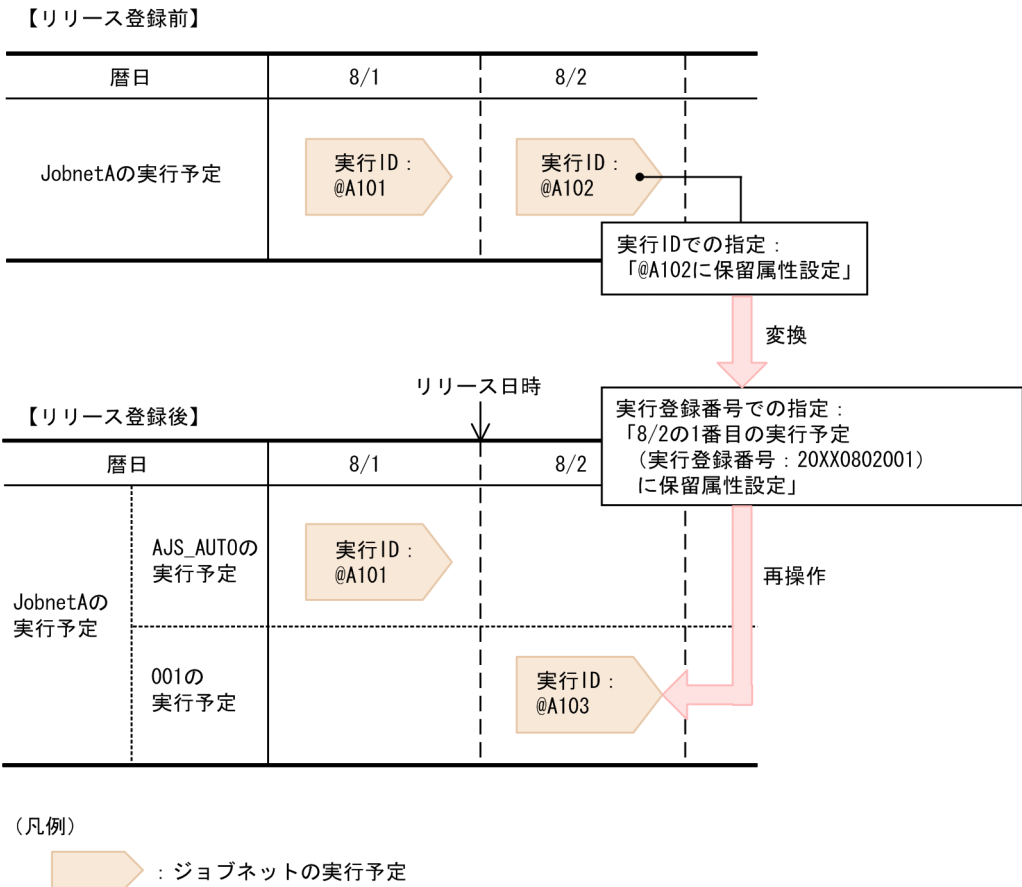 【リリース登録前】
暦日
8/1
8/2
JobnetAの実行予定
実行ID：
@A101
実行ID：
@A102
実行IDでの指定：
「@A102に保留属性設定」
変換
リリース日時
【リリース登録後】
実行登録番号での指定：
「8/2の1番目の実行予定
（実行登録番号：20XX0802001）
に保留属性設定」
暦日
8/1
8/2
JobnetAの
実行予定
AJS_AUTOの
実行予定
実行ID：
@A101
再操作
001の
実行予定
実行ID：
@A103
（凡例）
：ジョブネットの実行予定